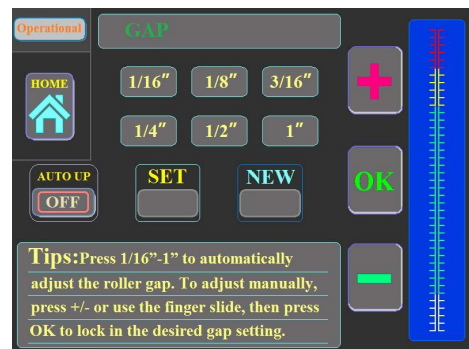 Operational
GAP
HOME
1/16″ 1/8″ 3/16″
1/4″ 1/2″ 1″
+
AUTO UP
OFF
SET
NEW
OK
Tips:Press 1/16”-1” to automatically
adjust the roller gap. To adjust manually,
press +/- or use the finger slide, then press
OK to lock in the desired gap setting.
−